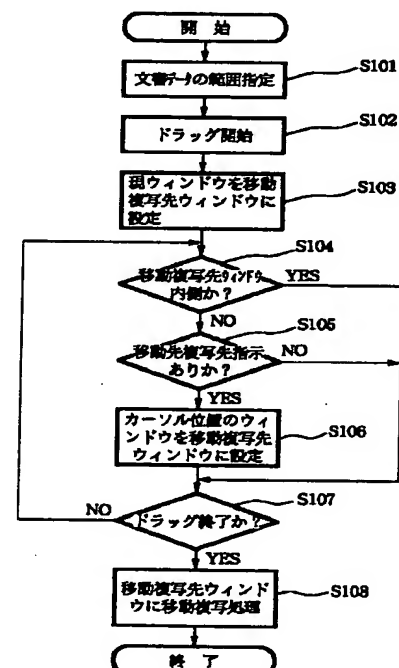 開 始
文書データの範囲指定
S101
ドラッグ開始
S102
現ウィンドウを移動
複写先ウィンドウに
設定
S103
移動複写先ウィンドウ
内側か？
S104
YES
NO
移動先複写先指示
ありか？
S105
NO
YES
カーソル位置のウィ
ンドウを移動複写先
ウィンドウに設定
S106
ドラッグ終了か？
S107
NO
YES
移動複写先ウィンド
ウに移動複写処理
S108
終 了